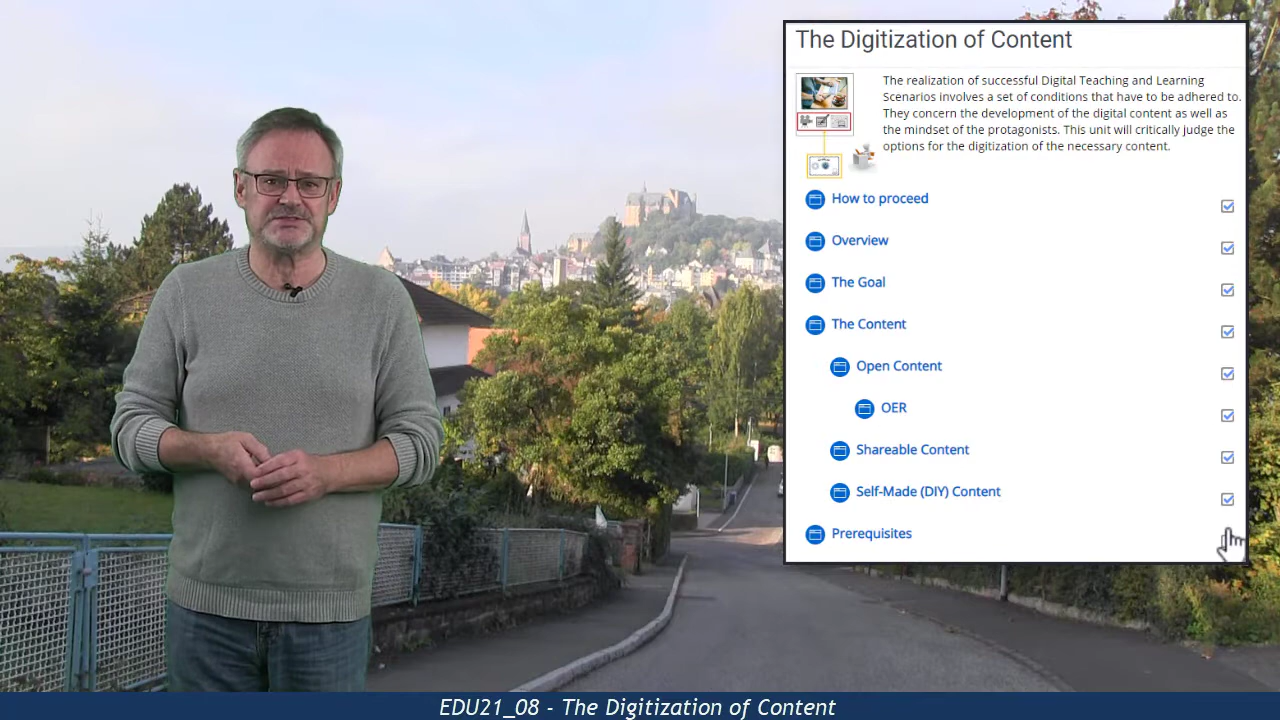 The Digitization of Content
The realization of successful Digital Teaching and Learning
Scenarios involves a set of conditions that have to be adhered to.
They concern the development of the digital content as well as
the mindset of the protagonists. This unit will critically judge the
options for the digitization of the necessary content.
How to proceed
Overview
The Goal
The Content
Open Content
OER
Shareable Content
Self-Made (DIY) Content
Prerequisites
EDU21_08 - The Digitization of Content